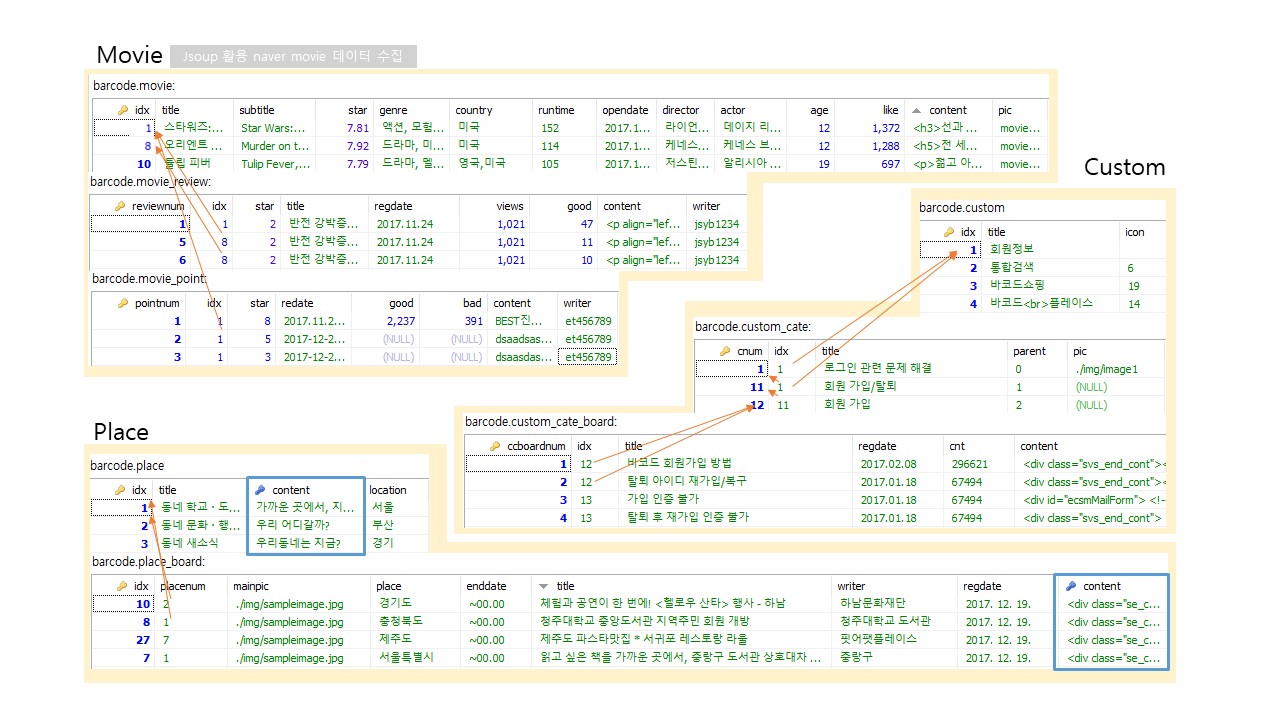 Movie Jsoup 활용 naver movie 데이터 수집
barcode.movie:
idx title subtitle star genre country runtime opendate director actor age like content pic
1 스타워즈:... Star Wars:... 7.81 액션, 모험... 미국 152 2017.1... 라이언... 데이지 리... 12 1,372 <h3>선과 ... movie...
8 오리엔트 ... Murder on t... 7.92 드라마, 미... 미국 114 2017.1... 케네스... 케네스 브... 12 1,288 <h5>전 세... movie...
10 튤립 피버 Tulip Fever,... 7.79 드라마, 멜... 영국,미국 105 2017.1... 저스틴... 알리시아 ... 19 697 <p>젊고 아... movie...
barcode.movie_review:
reviewnum idx star title regdate views good content writer
1 1 2 반전 강박증... 2017.11.24 1,021 47 <p align="lef... jsyb1234
5 8 2 반전 강박증... 2017.11.24 1,021 11 <p align="lef... jsyb1234
6 8 2 반전 강박증... 2017.11.24 1,021 10 <p align="lef... jsyb1234
barcode.movie_point:
pointnum idx star redate good bad content writer
1 1 8 2017.11.2... 2,237 391 BEST진... et456789
2 1 5 2017-12-2... (NULL) (NULL) dsaadsas... et456789
3 1 3 2017-12-2... (NULL) (NULL) dsaasdas... et456789
Custom
barcode.custom
idx title icon
1 회원정보
2 통합검색 6
3 바코드쇼핑 19
4 바코드<br>플레이스 14
barcode.custom_cate:
cnum idx title parent pic
1 1 로그인 관련 문제 해결 0 ./img/image1
11 1 회원 가입/탈퇴 1 (NULL)
12 11 회원 가입 2 (NULL)
barcode.custom_cate_board:
ccboardnum idx title regdate cnt content
1 12 바코드 회원가입 방법 2017.02.08 296621 <div class="svs_end_cont"><
2 12 탈퇴 아이디 재가입/복구 2017.01.18 67494 <div class="svs_end_cont"><
3 13 가입 인증 불가 2017.01.18 67494 <div id="ecsmMailForm"> <!-
4 13 탈퇴 후 재가입 인증 불가 2017.01.18 67494 <div class="svs_end_cont">
Place
barcode.place
idx title content location
1 동네 학교 · 도... 가까운 곳에서, 지... 서울
2 동네 문화 · 행... 우리 어디갈까? 부산
3 동네 새소식 우리동네는 지금? 경기
barcode.place_board:
idx placenum mainpic place enddate title writer regdate content
10 2 ./img/sampleimage.jpg 경기도 ~00.00 체험과 공연이 한 번에! <헬로우 산타> 행사 - 하남 하남문화재단 2017. 12. 19. <div class="se_c...
8 1 ./img/sampleimage.jpg 충청북도 ~00.00 청주대학교 중앙도서관 지역주민 회원 개방 청주대학교 도서관 2017. 12. 19. <div class="se_c...
27 7 ./img/sampleimage.jpg 제주도 ~00.00 제주도 파스타맛집 * 서귀포 레스토랑 라울 핏어팻플레이스 2017. 12. 19. <div class="se_c...
7 1 ./img/sampleimage.jpg 서울특별시 ~00.00 읽고 싶은 책을 가까운 곳에서, 중랑구 도서관 상호대차 ... 중랑구 2017. 12. 19. <div class="se_c...